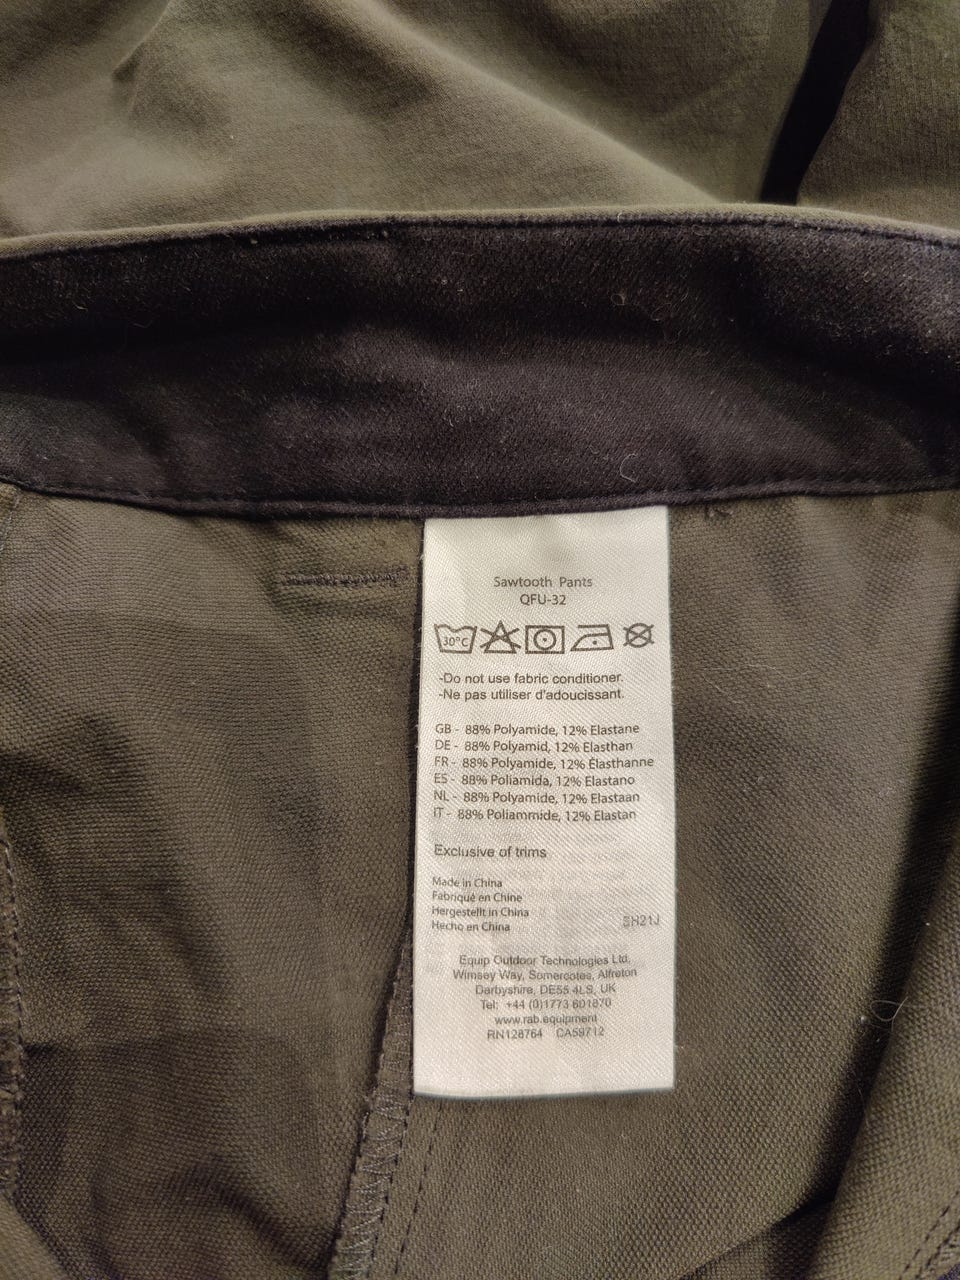 Sawtooth Pants
QFU-32
30°C
-Do not use fabric conditioner.
-Ne pas utiliser d'adoucissant.
GB - 88% Polyamide, 12% Elastane
DE - 88% Polyamid, 12% Elasthan
FR - 88% Polyamide, 12% Élasthanne
ES - 88% Poliamida, 12% Elastano
NL - 88% Polyamide, 12% Elastaan
IT - 88% Poliammide, 12% Elastan
Exclusive of trims
Made in China
Fabriqué en Chine
Hergestellt in China
Hecho en China
SH21J
Equip Outdoor Technologies Ltd.
Wimsey Way, Somercotes, Alfreton
Derbyshire, DE55 4LS, UK
Tel: +44 (0)1773 601870
www.rab.equipment
RN128764 CA59712